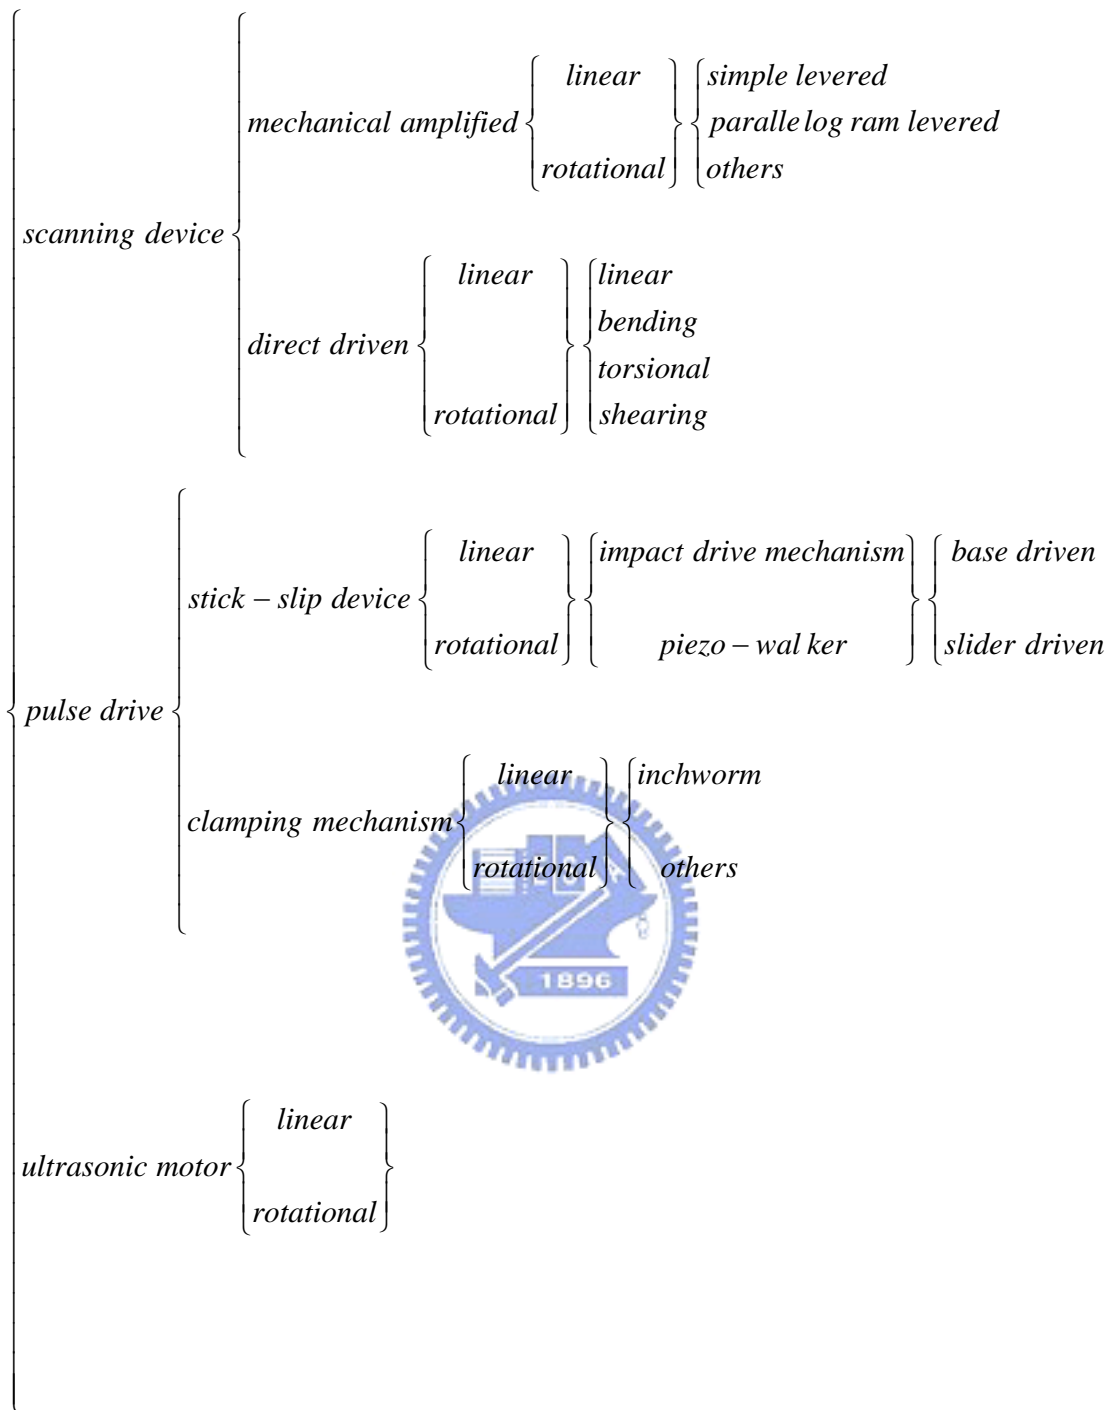 linear
simple levered
mechanical amplified
paralle log ram levered
rotational
others
scanning device
linear
linear
bending
direct driven
torsional
rotational
shearing
linear
impact drive mechanism
base driven
stick – slip device
rotational
piezo – wal ker
slider driven
pulse drive
linear
inchworm
clamping mechanism
rotational
others
1896
linear
ultrasonic motor
rotational